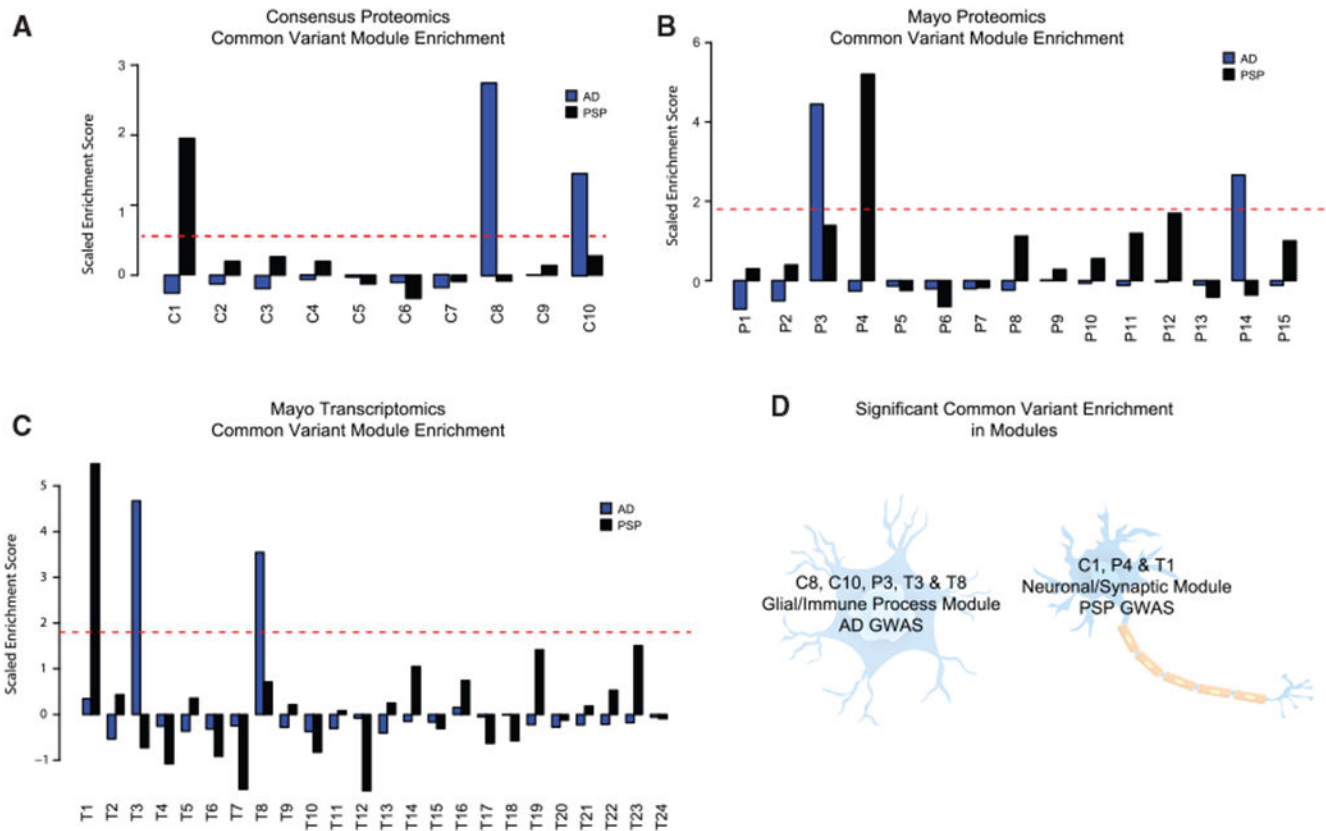 A
Consensus Proteomics
Common Variant Module Enrichment
Scaled Enrichment Score
3
2
1
0
AD
PSP
C1 C2 C3 C4 C5 C6 C7 C8 C9 C10
B
Mayo Proteomics
Common Variant Module Enrichment
Scaled Enrichment Score
6
4
2
0
AD
PSP
P1 P2 P3 P4 P5 P6 P7 P8 P9 P10 P11 P12 P13 P14 P15
C
Mayo Transcriptomics
Common Variant Module Enrichment
Scaled Enrichment Score
5
4
3
2
1
0
−1
AD
PSP
T1 T2 T3 T4 T5 T6 T7 T8 T9 T10 T11 T12 T13 T14 T15 T16 T17 T18 T19 T20 T21 T22 T23 T24
D
Significant Common Variant Enrichment
in Modules
C8, C10, P3, T3 & T8
Glial/Immune Process Module
AD GWAS
C1, P4 & T1
Neuronal/Synaptic Module
PSP GWAS